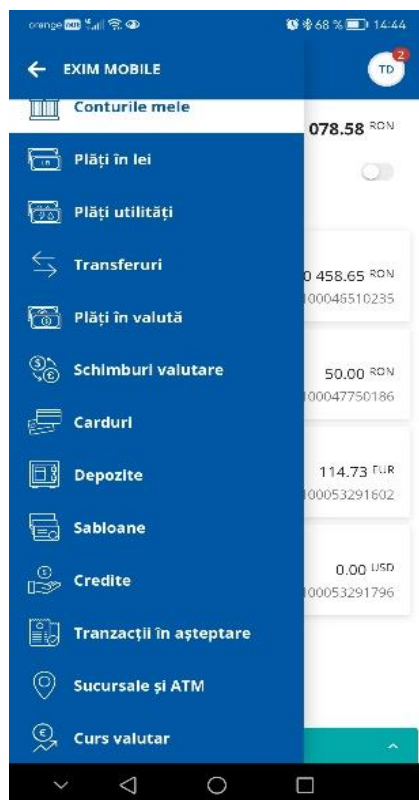 orange 68 % 14:44
EXIM MOBILE
2
TD
Conturile mele
078.58 RON
Plăți în lei
Plăți utilități
Transferuri
0 458.65 RON
100046510235
Plăți în valută
Schimburi valutare
50.00 RON
100047750186
Carduri
Depozite
114.73 EUR
100053291602
Sabloane
Credite
0.00 USD
100053291796
Tranzacții în așteptare
Sucursale și ATM
Curs valutar